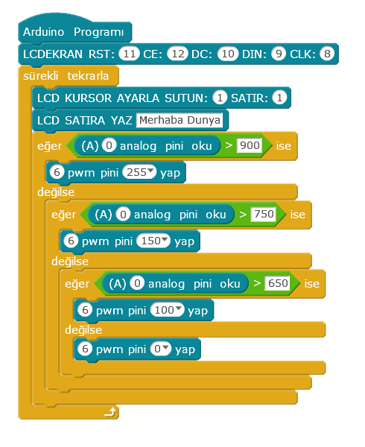 Arduino Programı
LCDEKRAN RST: 11 CE: 12 DC: 10 DIN: 9 CLK: 8
sürekli tekrarla
LCD KURSOR AYARLA SUTUN: 1 SATIR: 1
LCD SATIRA YAZ Merhaba Dunya
eğer (A) 0 analog pini oku > 900 ise
6 pwm pini 255 yap
değilse
eğer (A) 0 analog pini oku > 750 ise
6 pwm pini 150 yap
değilse
eğer (A) 0 analog pini oku > 650 ise
6 pwm pini 100 yap
değilse
6 pwm pini 0 yap